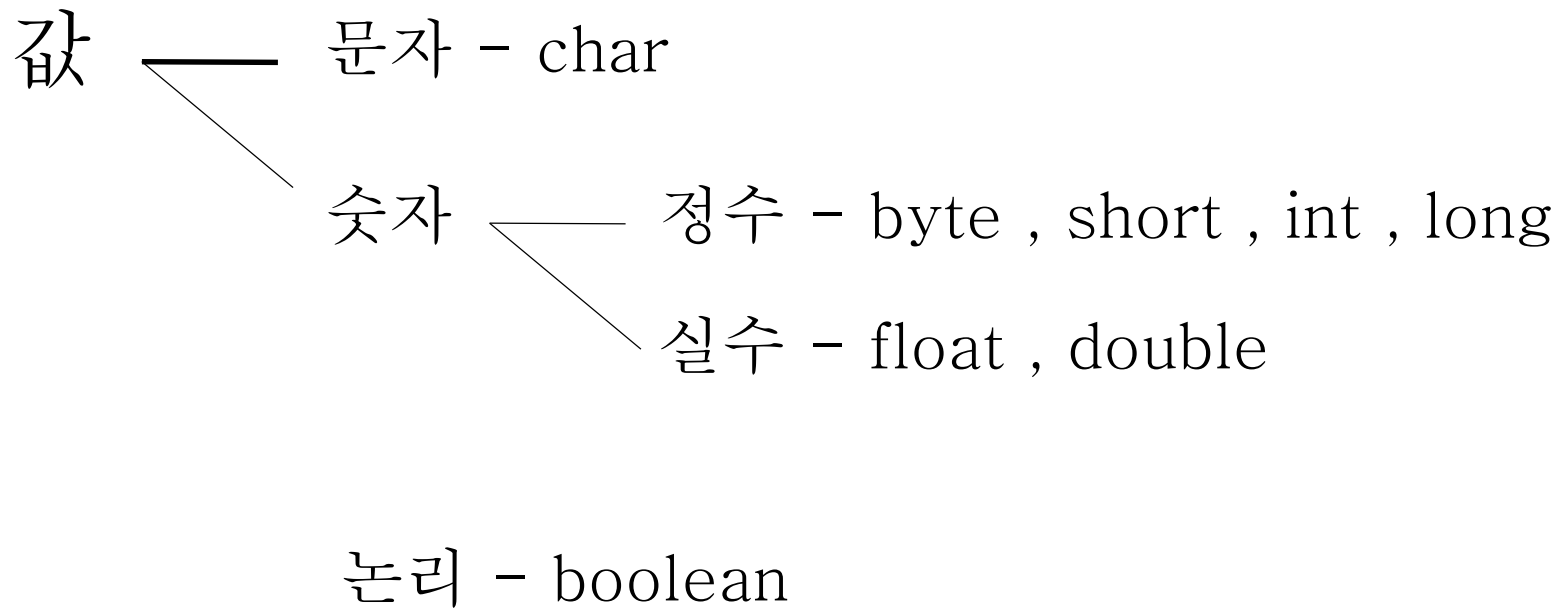 값 문자 - char
숫자 정수 - byte , short , int , long
실수 - float , double
논리 - boolean